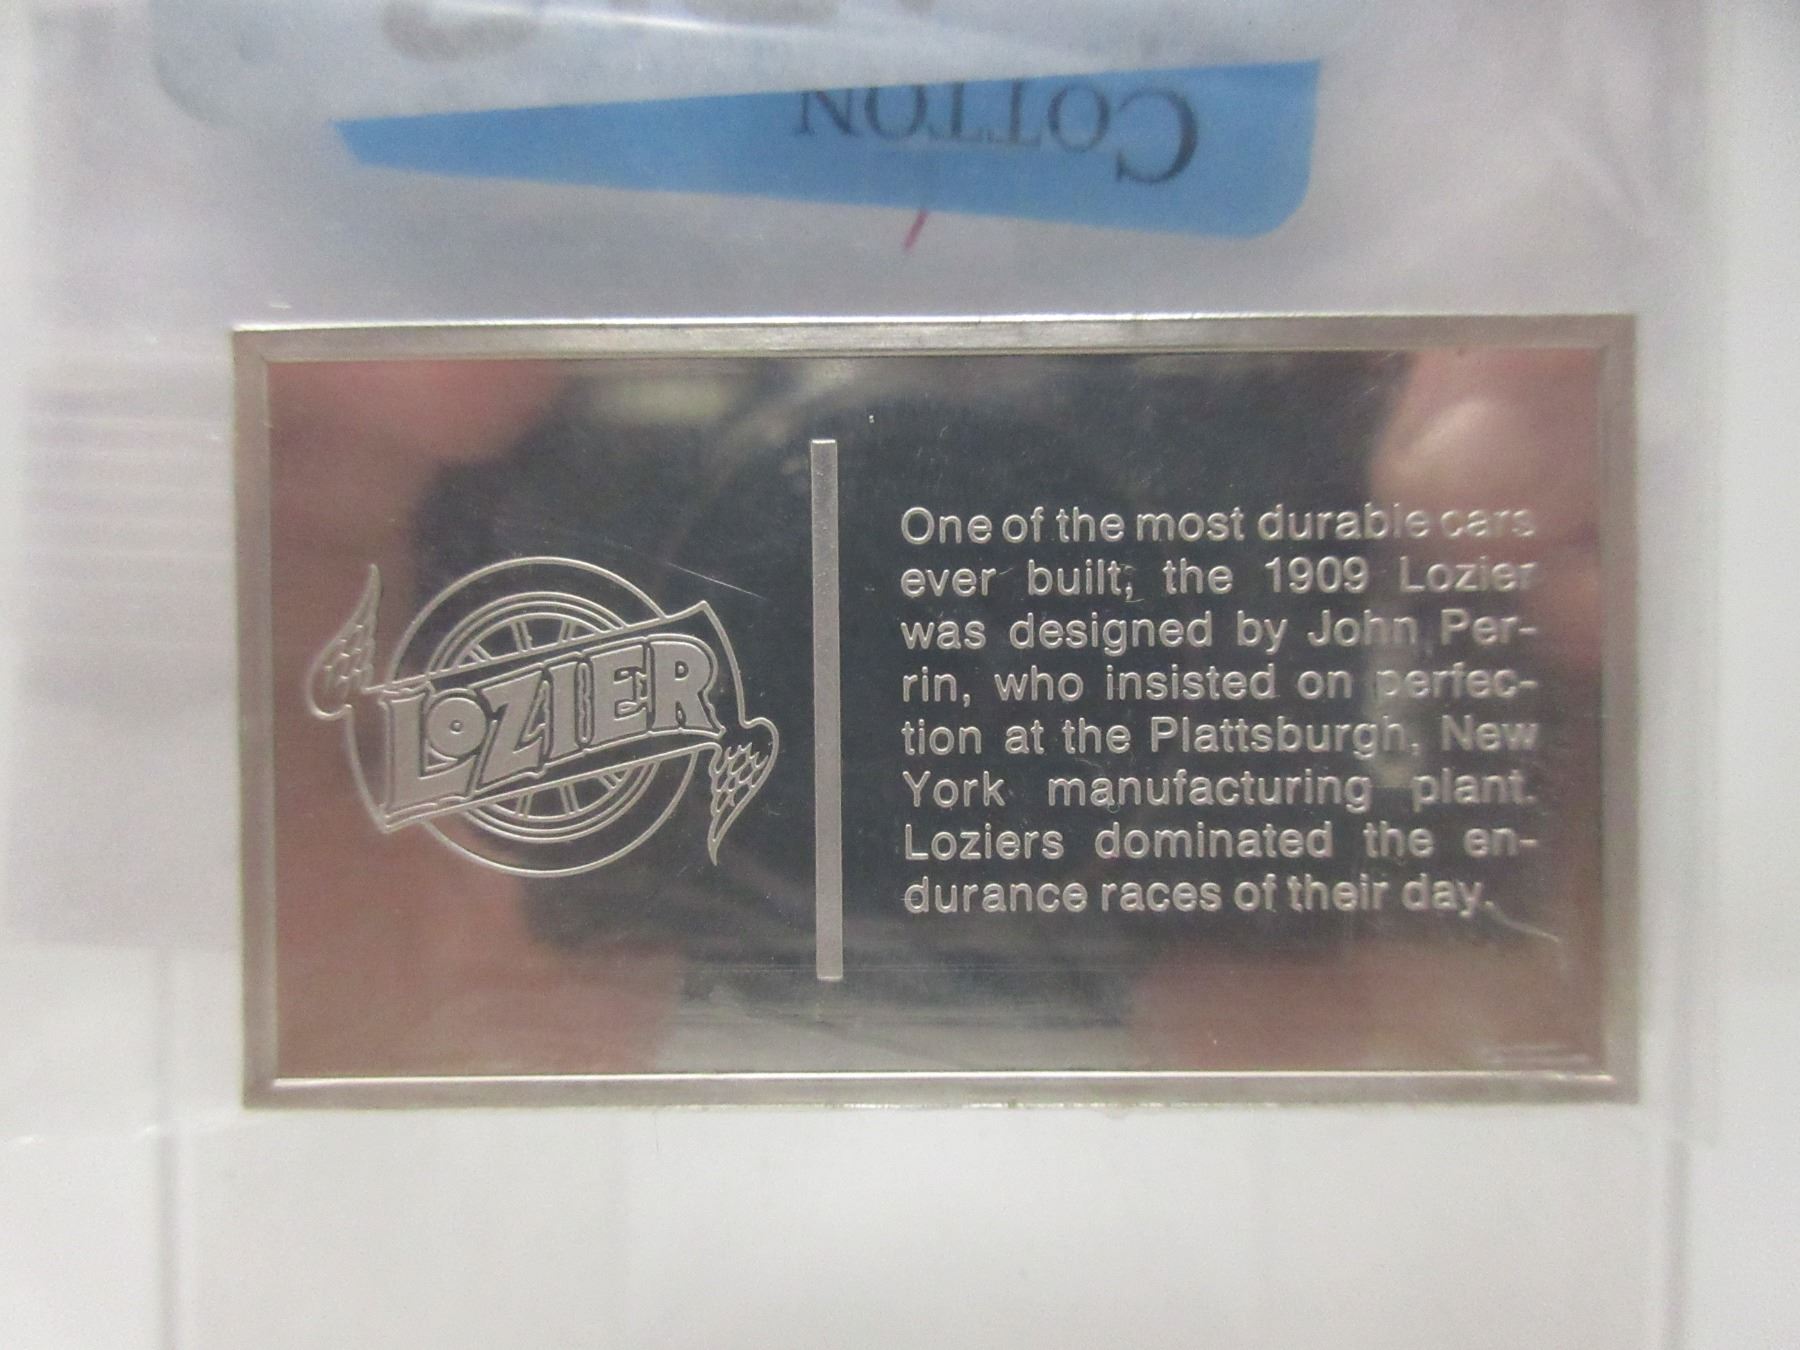 COTTON
LOZIER
One of the most durable cars
ever built, the 1909 Lozier
was designed by John Per-
rin, who insisted on perfec-
tion at the Plattsburgh, New
York manufacturing plant.
Loziers dominated the en-
durance races of their day.